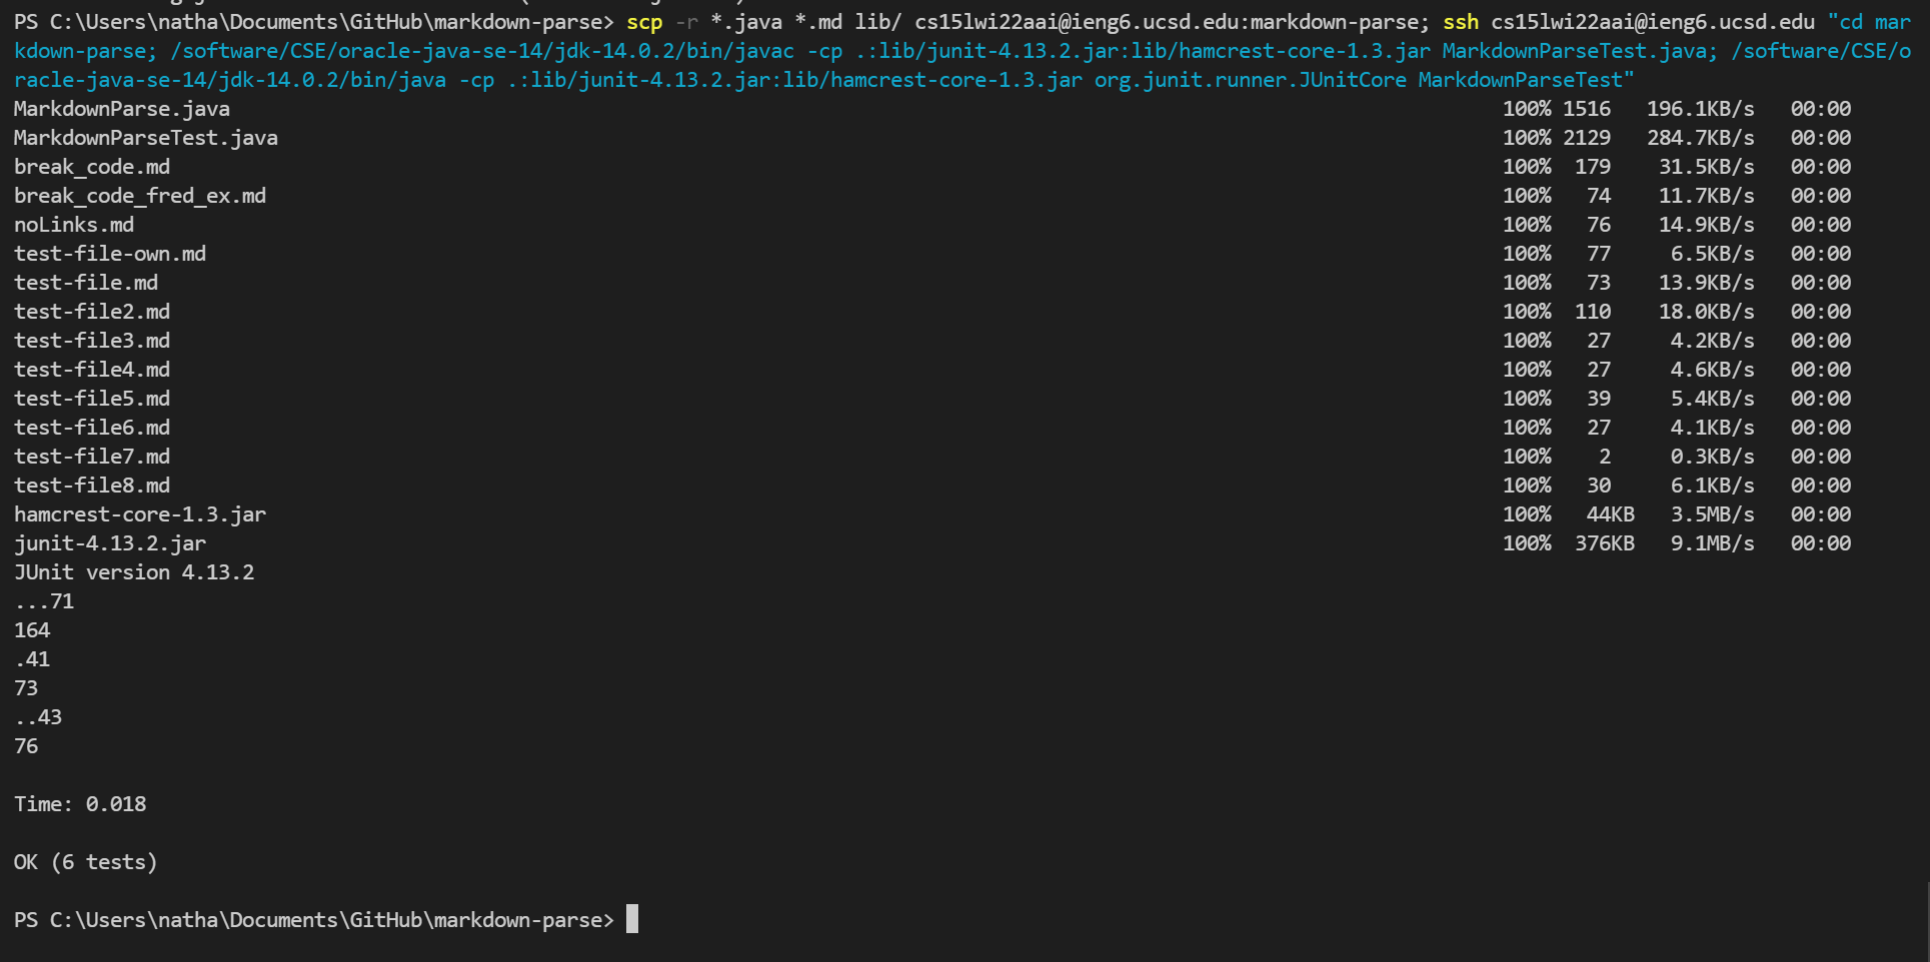 PS C:\Users\natha\Documents\GitHub\markdown-parse> scp -r *.java *.md lib/ cs15lwi22aai@ieng6.ucsd.edu:markdown-parse; ssh cs15lwi22aai@ieng6.ucsd.edu "cd mar
kdown-parse; /software/CSE/oracle-java-se-14/jdk-14.0.2/bin/javac -cp .:lib/junit-4.13.2.jar:lib/hamcrest-core-1.3.jar MarkdownParseTest.java; /software/CSE/o
racle-java-se-14/jdk-14.0.2/bin/java -cp .:lib/junit-4.13.2.jar:lib/hamcrest-core-1.3.jar org.junit.runner.JUnitCore MarkdownParseTest"
MarkdownParse.java 100% 1516 196.1KB/s 00:00
MarkdownParseTest.java 100% 2129 284.7KB/s 00:00
break_code.md 100% 179 31.5KB/s 00:00
break_code_fred_ex.md 100% 74 11.7KB/s 00:00
noLinks.md 100% 76 14.9KB/s 00:00
test-file-own.md 100% 77 6.5KB/s 00:00
test-file.md 100% 73 13.9KB/s 00:00
test-file2.md 100% 110 18.0KB/s 00:00
test-file3.md 100% 27 4.2KB/s 00:00
test-file4.md 100% 27 4.6KB/s 00:00
test-file5.md 100% 39 5.4KB/s 00:00
test-file6.md 100% 27 4.1KB/s 00:00
test-file7.md 100% 2 0.3KB/s 00:00
test-file8.md 100% 30 6.1KB/s 00:00
hamcrest-core-1.3.jar 100% 44KB 3.5MB/s 00:00
junit-4.13.2.jar 100% 376KB 9.1MB/s 00:00
JUnit version 4.13.2
...71
164
.41
73
..43
76
Time: 0.018
OK (6 tests)
PS C:\Users\natha\Documents\GitHub\markdown-parse>